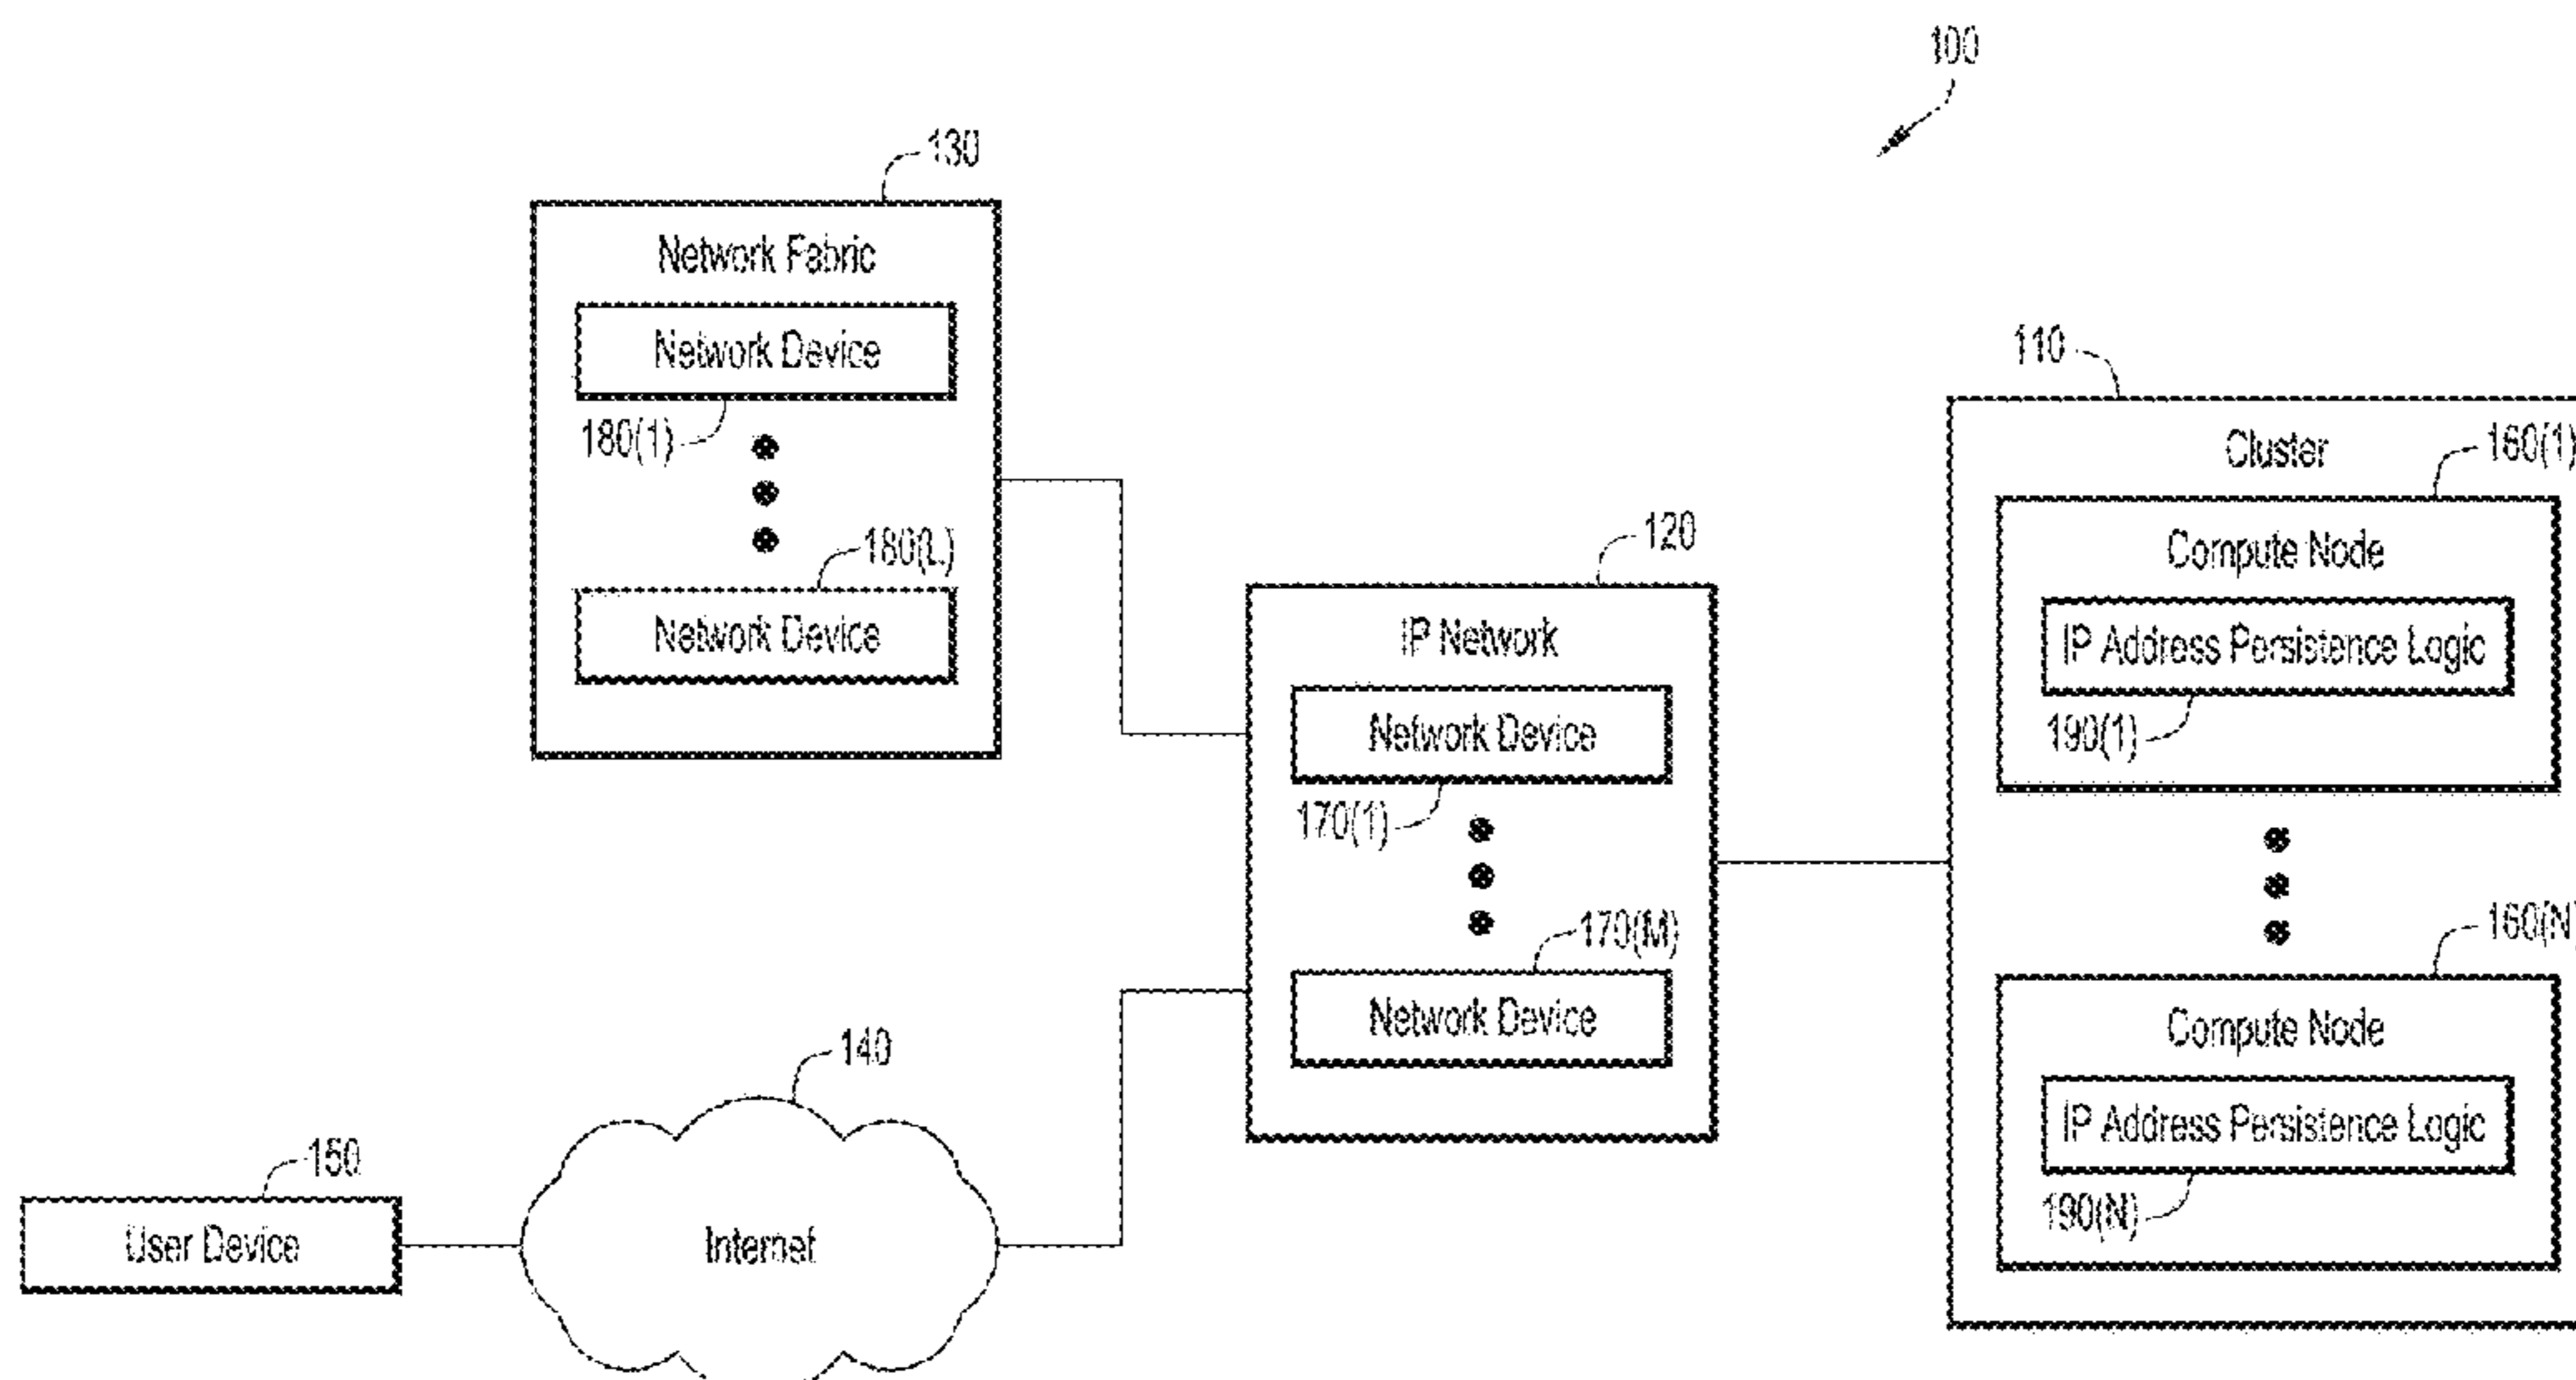 100
130
Network Fabric
Network Device
180(1)
180(L)
Network Device
110
Cluster
160(1)
Compute Node
IP Address Persistence Logic
190(1)
160(N)
Compute Node
IP Address Persistence Logic
190(N)
120
IP Network
Network Device
170(1)
170(M)
Network Device
140
Internet
150
User Device